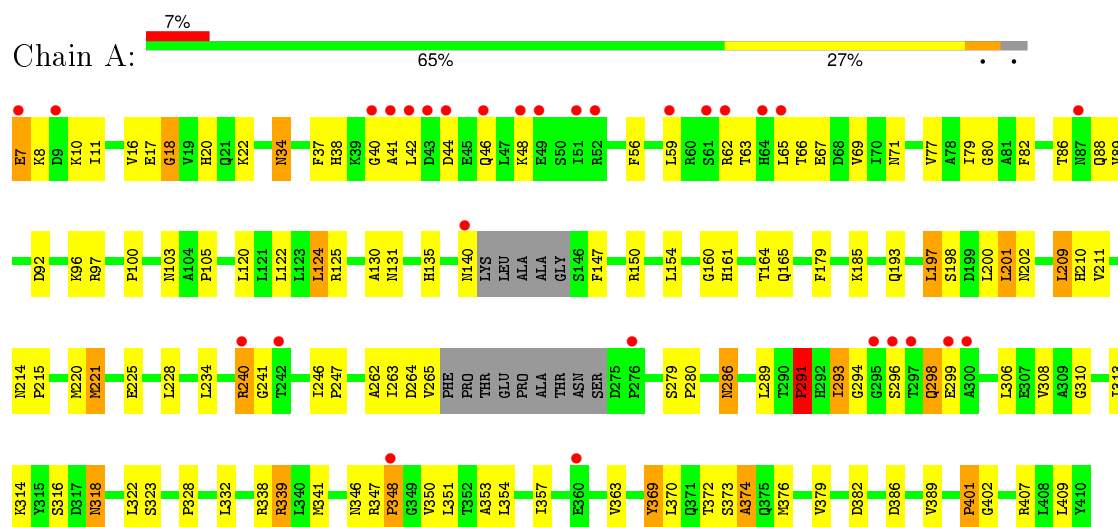 7%
Chain A:
65% 27% • •
E7 K8 D9 K10 I11 V16 E17 G18 V19 H20 Q21 K22 N34 F37 H38 K39 G40 A41 L42 D43 D44 E45 Q46 L47 K48 E49 S50 I51 R52 F56 L59 R60 S61 R62 T63 H64 L65 T66 E67 D68 V69 I70 N71 V77 A78 I79 G80 A81 F82 T86 N87 Q88
D92 K96 R97 P100 N103 A104 P105 L120 L121 L122 L123 L124 R125 A130 N131 H135 N140 LYS LEU ALA ALA GLY S146 F147 R150 L154 G160 H161 T164 Q165 F179 K185 Q193 L197 S198 D199 L200 L201 N202 L209 H210 V211
N214 P215 M220 M221 E225 L228 L234 R240 G241 T242 I246 P247 A262 I263 D264 V265 PHE PRO THR GLU PRO ALA THR ASN SER D275 P276 S279 P280 N286 L289 T290 P291 H292 I293 G294 G295 S296 T297 Q298 E299 A300 L306 E307 V308 A309 G310
K314 Y315 S316 D317 N318 L322 S323 P328 L332 R338 R339 L340 M341 N346 R347 P348 G349 V350 L351 T352 A353 L354 I357 E360 V363 Y369 L370 Q371 T372 S373 A374 Q375 M376 V379 D382 D386 V389 P401 G402 R407 L408 L409 Y410